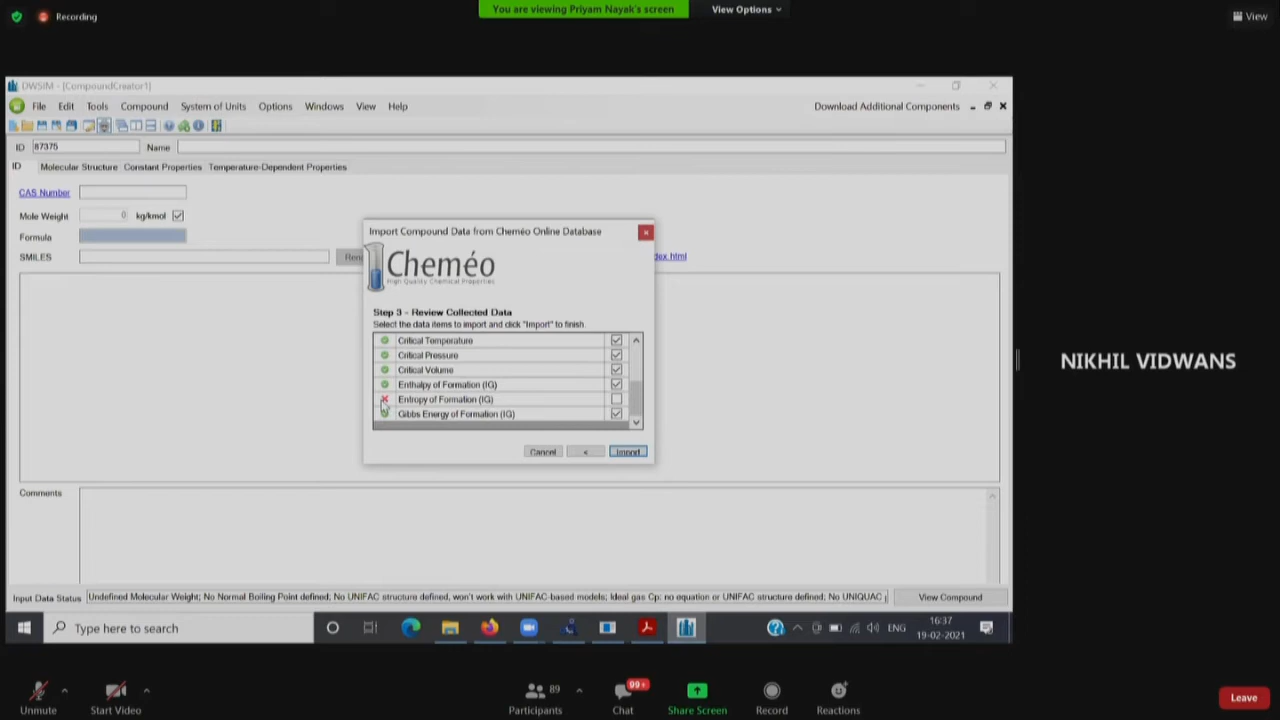 Recording
You are viewing Priyam Nayak's screen
View Options
View
DWSIM - [CompoundCreator1]
File Edit Tools Compound System of Units Options Windows View Help
Download Additional Components
ID 87375 Name
ID Molecular Structure Constant Properties Temperature-Dependent Properties
CAS Number
Mole Weight 0 kg/kmol
Formula
SMILES
dex.html
Import Compound Data from Cheméo Online Database
Cheméo
High Quality Chemical Properties
Step 3 - Review Collected Data
Select the data items to import and click "Import" to finish.
Critical Temperature
Critical Pressure
Critical Volume
Enthalpy of Formation (IG)
Entropy of Formation (IG)
Gibbs Energy of Formation (IG)
Cancel < Import
NIKHIL VIDWANS
Comments
Input Data Status Undefined Molecular Weight; No Normal Boiling Point defined; No UNIFAC structure defined, won't work with UNIFAC-based models; Ideal gas Cp: no equation or UNIFAC structure defined; No UNIQUAC
View Compound
Type here to search
ENG
16:37
19-02-2021
89
99+
Unmute Start Video Participants Chat Share Screen Record Reactions Leave